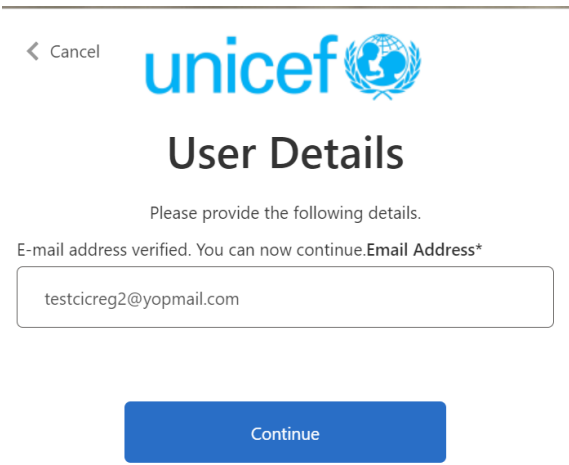 Cancel
unicef
User Details
Please provide the following details.
E-mail address verified. You can now continue.Email Address*
testcicreg2@yopmail.com
Continue